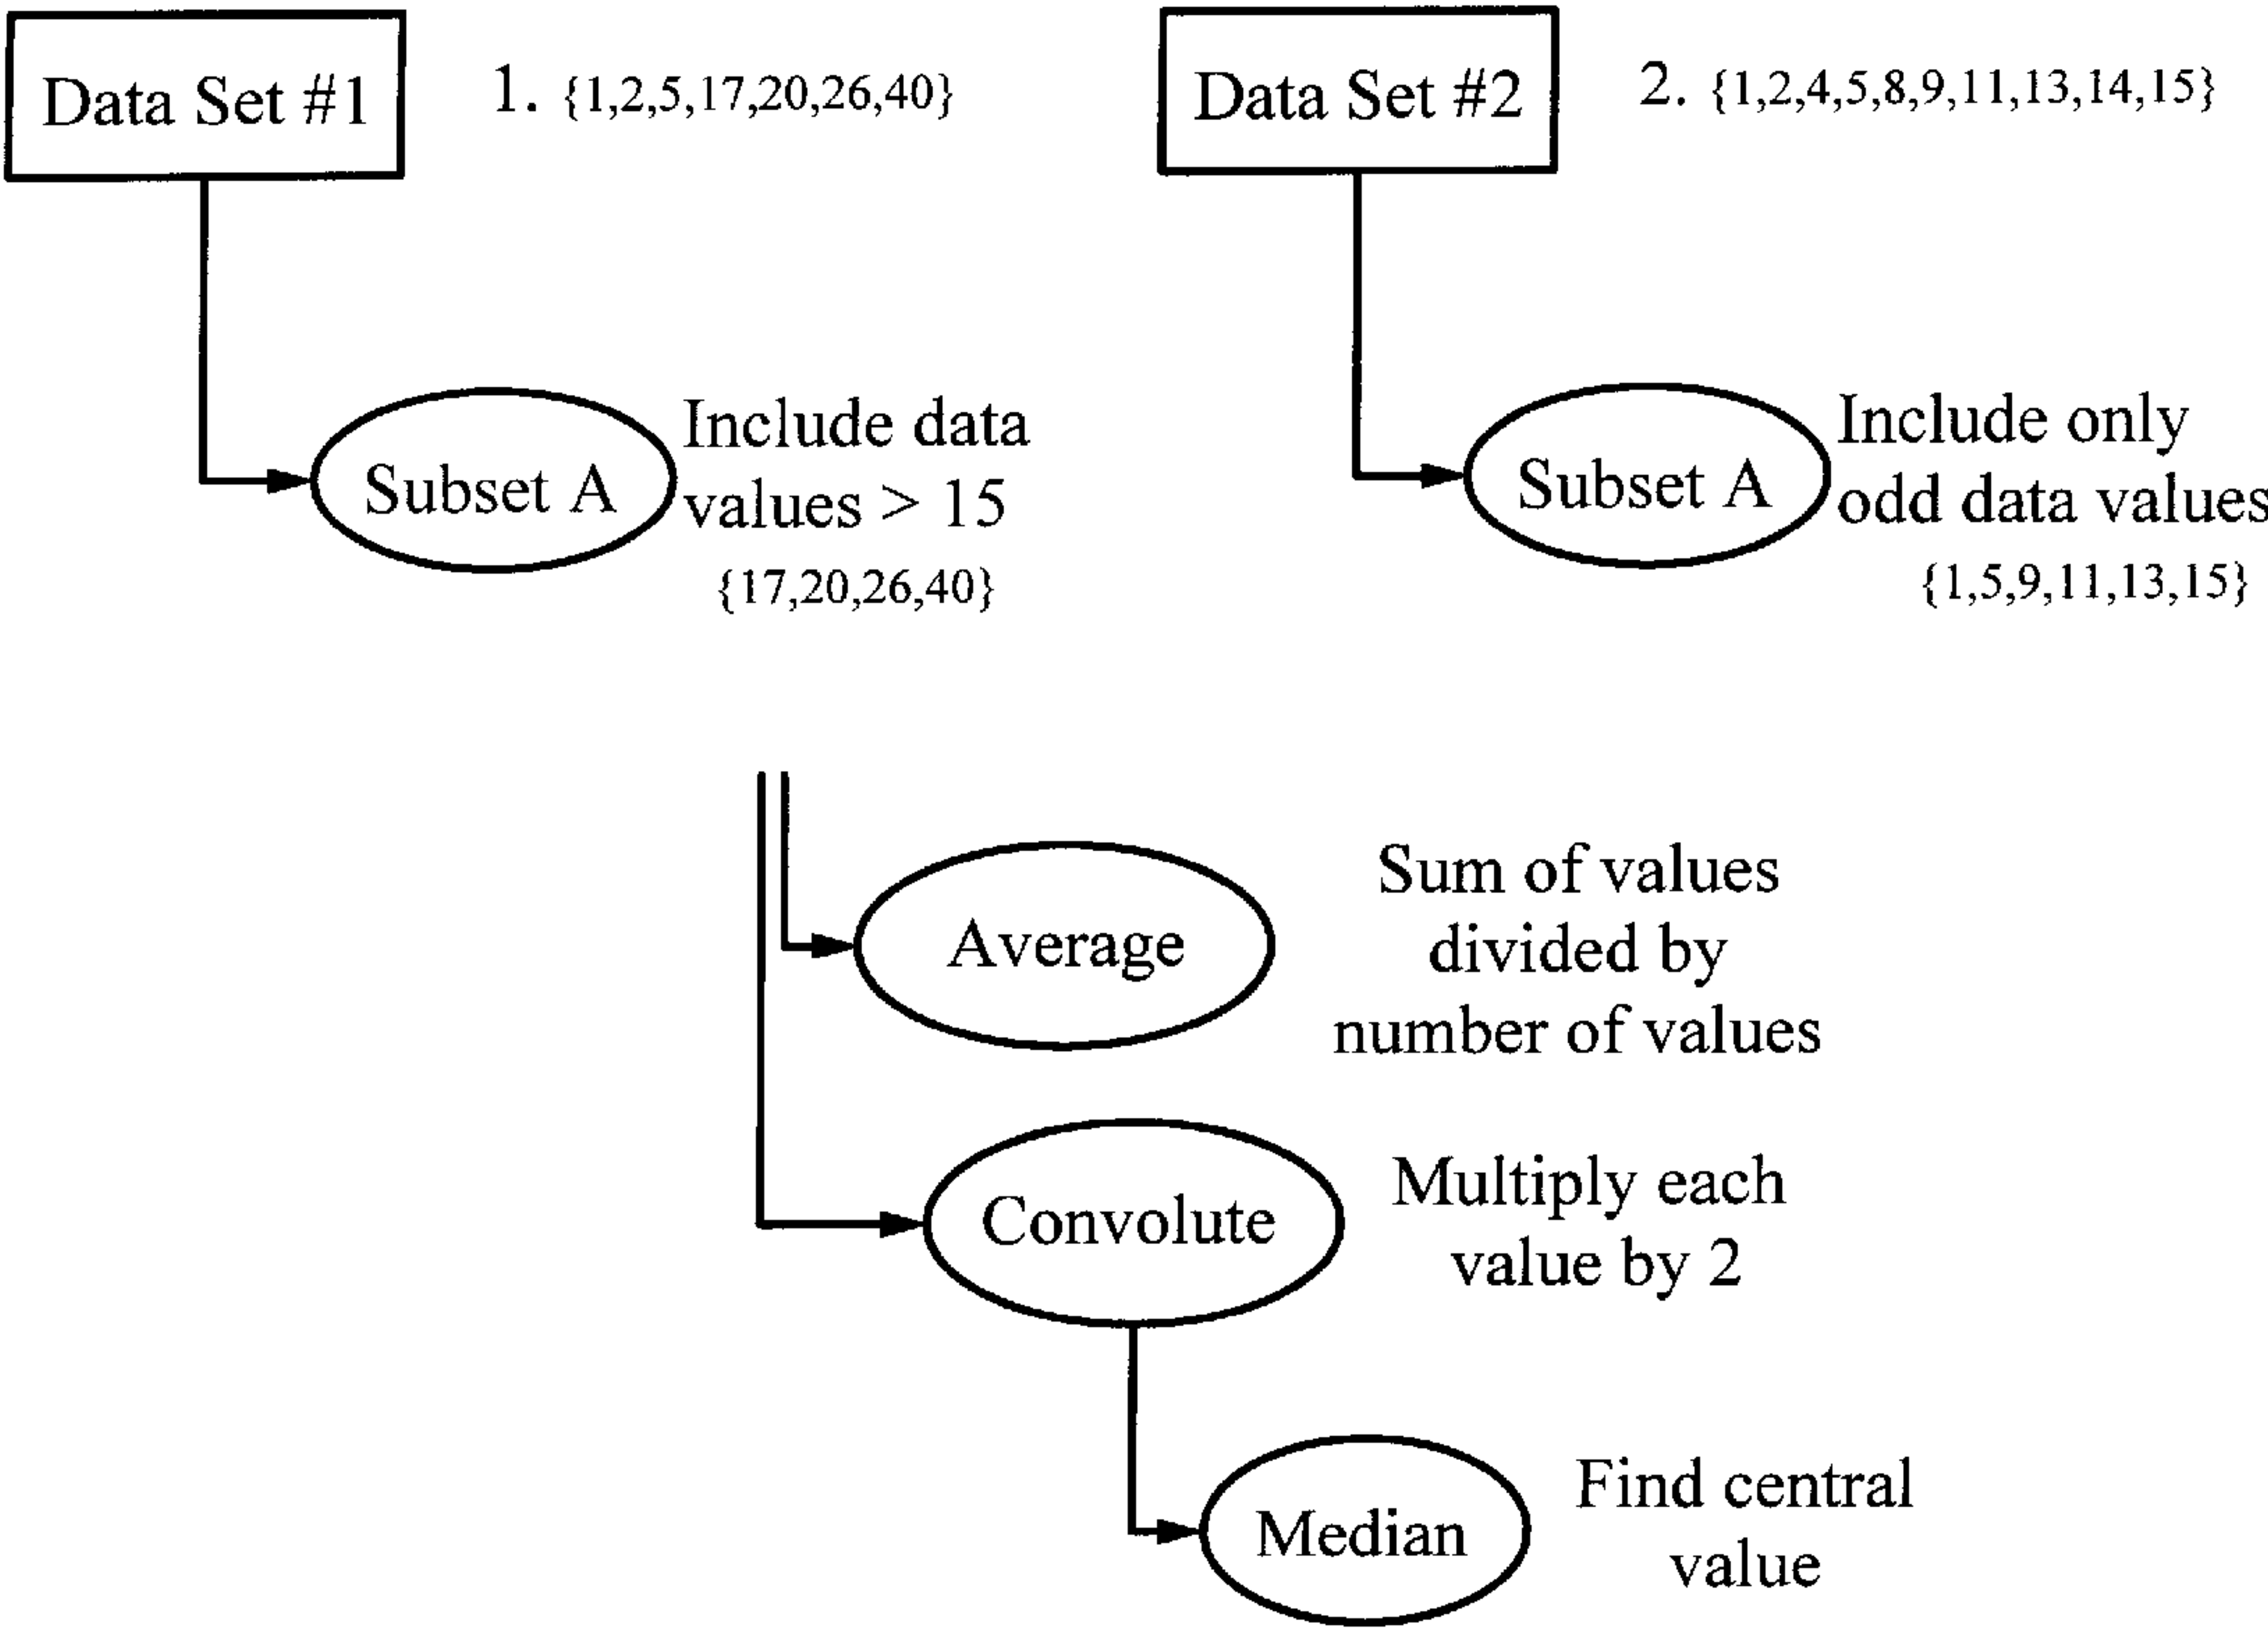 Data Set #1
1. {1,2,5,17,20,26,40}
Data Set #2
2. {1,2,4,5,8,9,11,13,14,15}
Subset A
Include data
values > 15
{17,20,26,40}
Subset A
Include only
odd data values
{1,5,9,11,13,15}
Average
Sum of values
divided by
number of values
Convolute
Multiply each
value by 2
Median
Find central
value